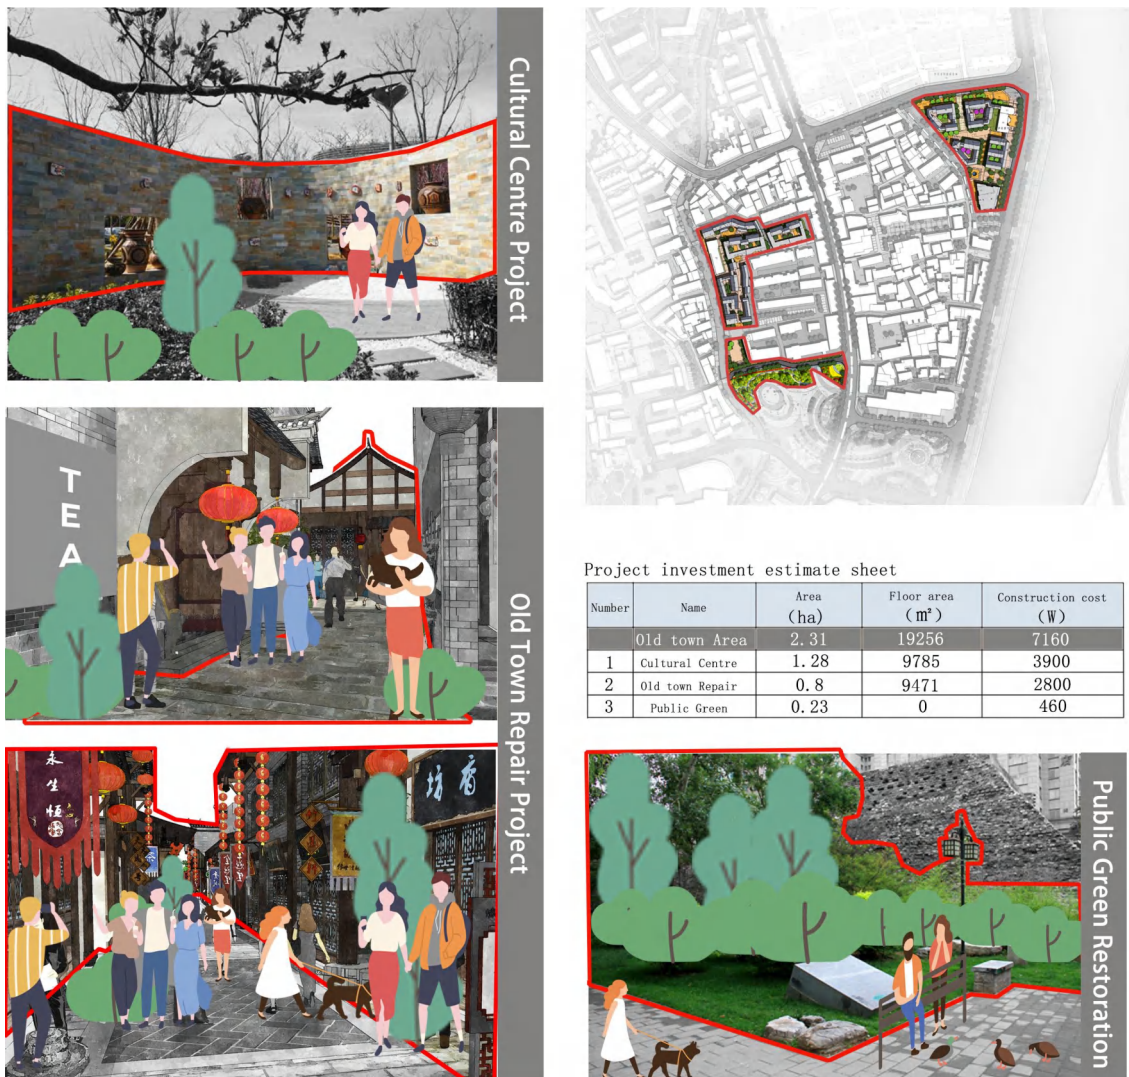 Cultural Centre Project
TEA
Old Town Repair Project
永生恒
香坊
Project investment estimate sheet
Number Name Area (ha) Floor area (m²) Construction cost (W)
Old town Area 2.31 19256 7160
1 Cultural Centre 1.28 9785 3900
2 Old town Repair 0.8 9471 2800
3 Public Green 0.23 0 460
Public Green Restoration